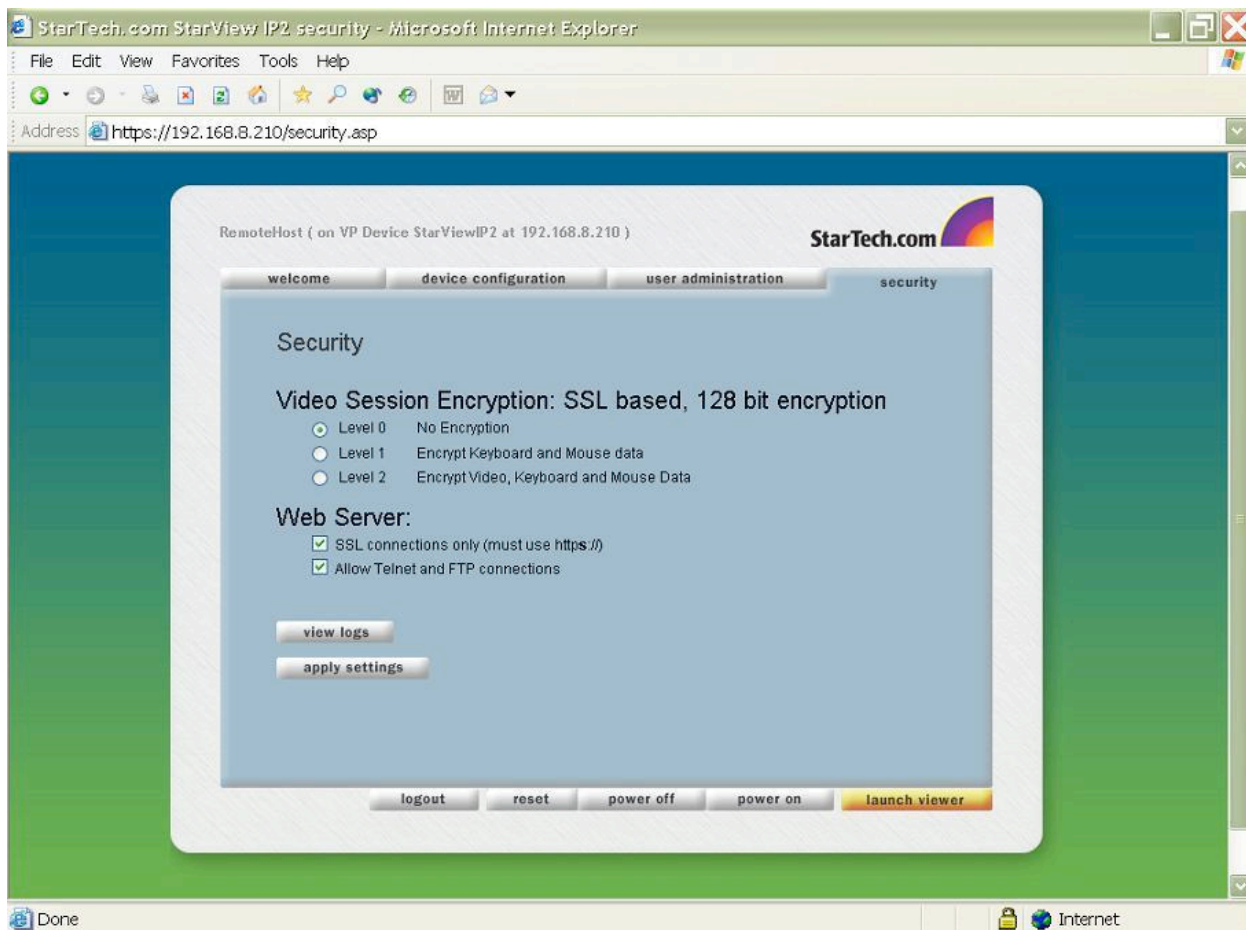 StarTech.com StarView IP2 security - Microsoft Internet Explorer
File Edit View Favorites Tools Help
Address https://192.168.8.210/security.asp
RemoteHost ( on VP Device StarViewIP2 at 192.168.8.210 )
StarTech.com
welcome device configuration user administration security
Security
Video Session Encryption: SSL based, 128 bit encryption
Level 0 No Encryption
Level 1 Encrypt Keyboard and Mouse data
Level 2 Encrypt Video, Keyboard and Mouse Data
Web Server:
SSL connections only (must use https://)
Allow Telnet and FTP connections
view logs
apply settings
logout reset power off power on launch viewer
Done Internet